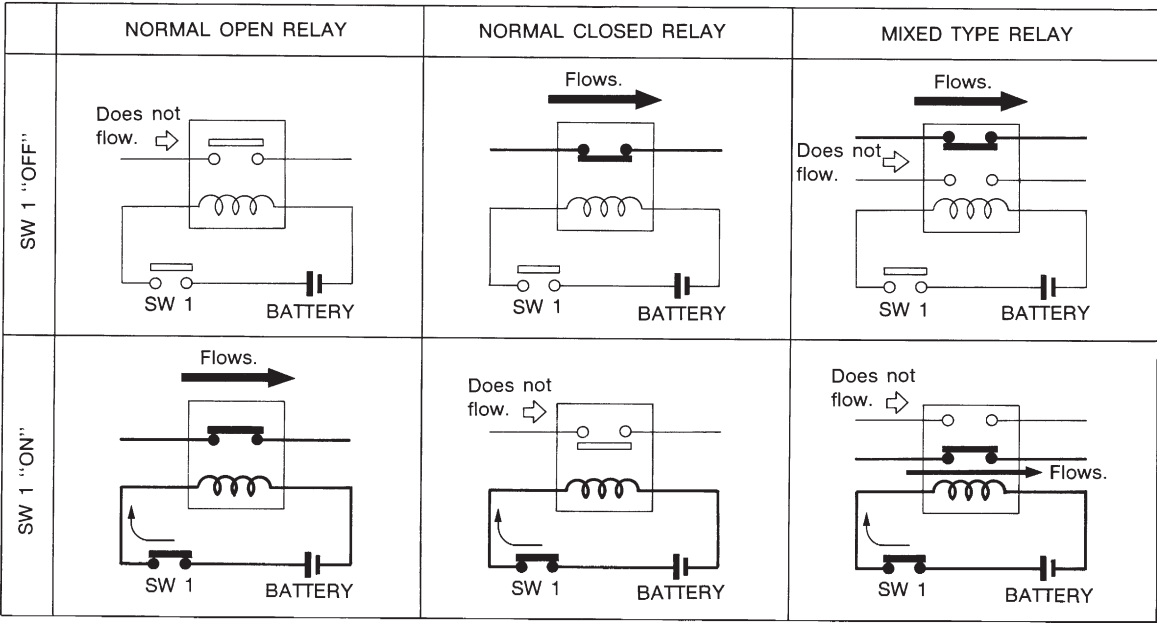 NORMAL OPEN RELAY
NORMAL CLOSED RELAY
MIXED TYPE RELAY
SW 1 “OFF”
Does not
flow.
SW 1
BATTERY
Flows.
SW 1
BATTERY
Flows.
Does not
flow.
SW 1
BATTERY
SW 1 “ON”
Flows.
SW 1
BATTERY
Does not
flow.
SW 1
BATTERY
Does not
flow.
Flows.
SW 1
BATTERY